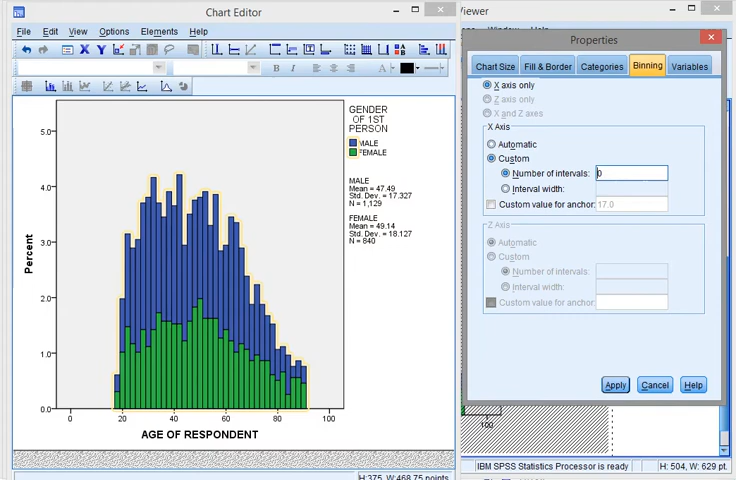 Chart Editor
File Edit View Options Elements Help
B I
5.0
4.0
3.0
2.0
1.0
0.0
Percent
0 20 40 60 80 100
AGE OF RESPONDENT
GENDER
OF 1ST
PERSON
MALE
FEMALE
MALE
Mean = 47.49
Std. Dev. = 17.327
N = 1,129
FEMALE
Mean = 49.14
Std. Dev. = 18.127
N = 840
H:375, W:468.75 points
Viewer
Window Help
Properties
Chart Size Fill & Border Categories Binning Variables
X axis only
Z axis only
X and Z axes
X Axis
Automatic
Custom
Number of intervals: 0
Interval width:
Custom value for anchor: 17.0
Z Axis
Automatic
Custom
Number of intervals:
Interval width:
Custom value for anchor:
Apply Cancel Help
100
IBM SPSS Statistics Processor is ready H: 504, W: 629 pt.